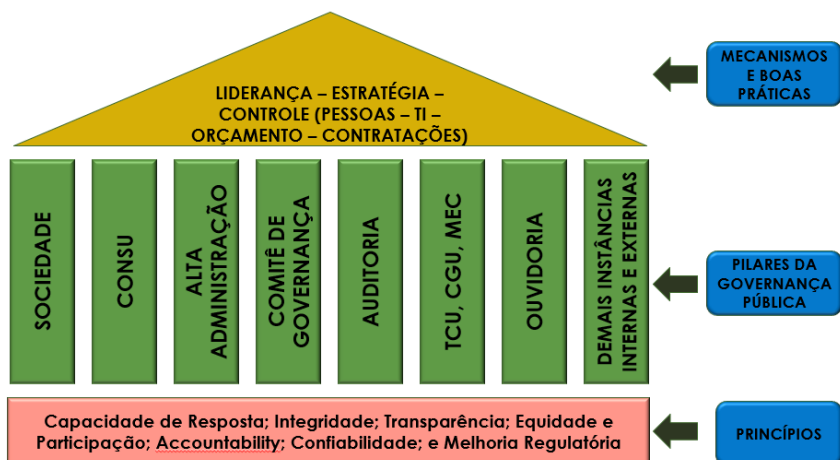 LIDERANÇA – ESTRATÉGIA –
CONTROLE (PESSOAS – TI –
ORÇAMENTO – CONTRATAÇÕES)
MECANISMOS
E BOAS
PRÁTICAS
SOCIEDADE
CONSU
ALTA
ADMINISTRAÇÃO
COMITÊ DE
GOVERNANÇA
AUDITORIA
TCU, CGU, MEC
OUVIDORIA
DEMAIS INSTÂNCIAS
INTERNAS E EXTERNAS
PILARES DA
GOVERNANÇA
PÚBLICA
Capacidade de Resposta; Integridade; Transparência; Equidade e
Participação; Accountability; Confiabilidade; e Melhoria Regulatória
PRINCÍPIOS